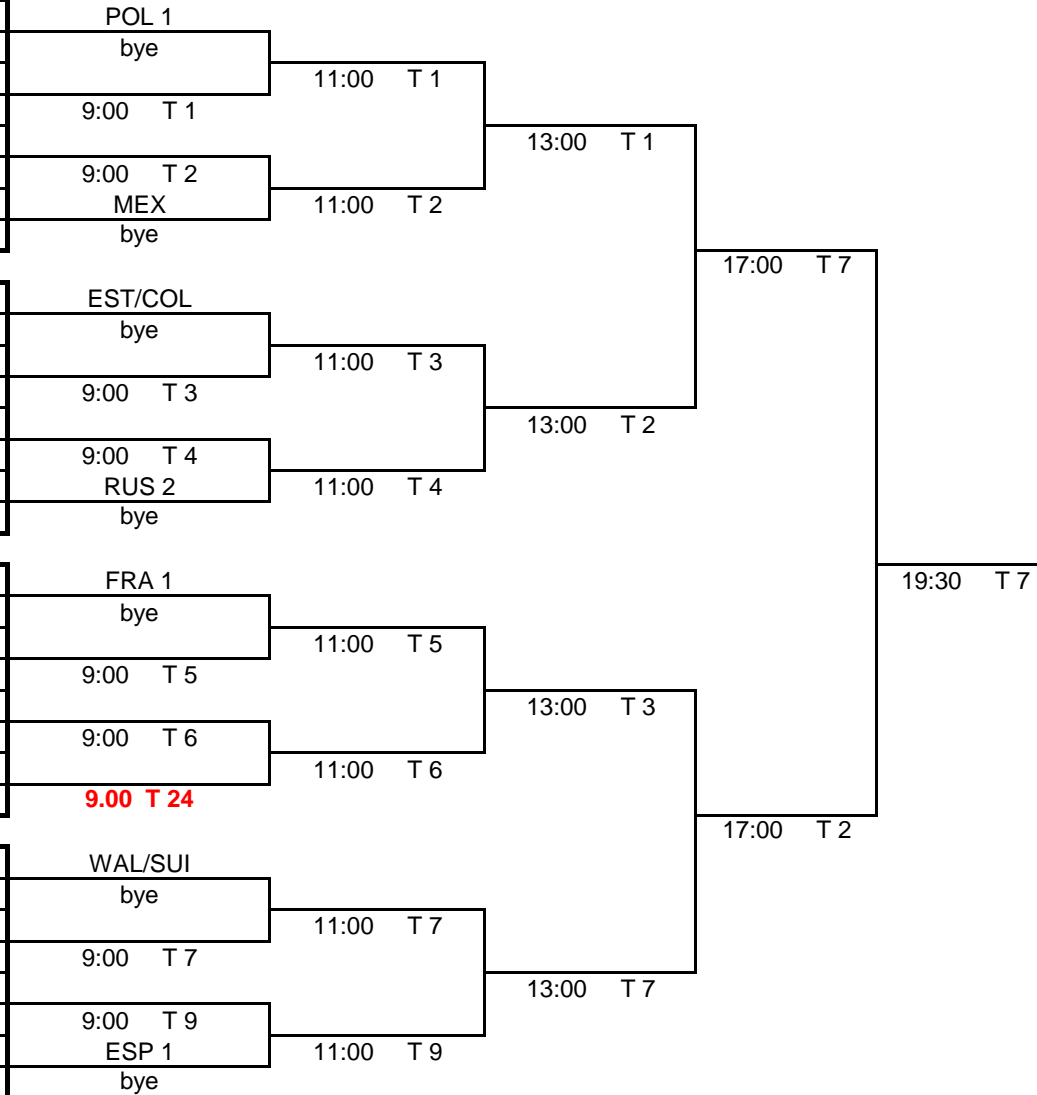 POL 1
bye
11:00 T 1
9:00 T 1
13:00 T 1
9:00 T 2
MEX
11:00 T 2
bye
17:00 T 7
EST/COL
bye
11:00 T 3
9:00 T 3
13:00 T 2
9:00 T 4
RUS 2
11:00 T 4
bye
FRA 1
19:30 T 7
bye
11:00 T 5
9:00 T 5
13:00 T 3
9:00 T 6
11:00 T 6
9.00 T 24
17:00 T 2
WAL/SUI
bye
11:00 T 7
9:00 T 7
13:00 T 7
9:00 T 9
ESP 1
11:00 T 9
bye